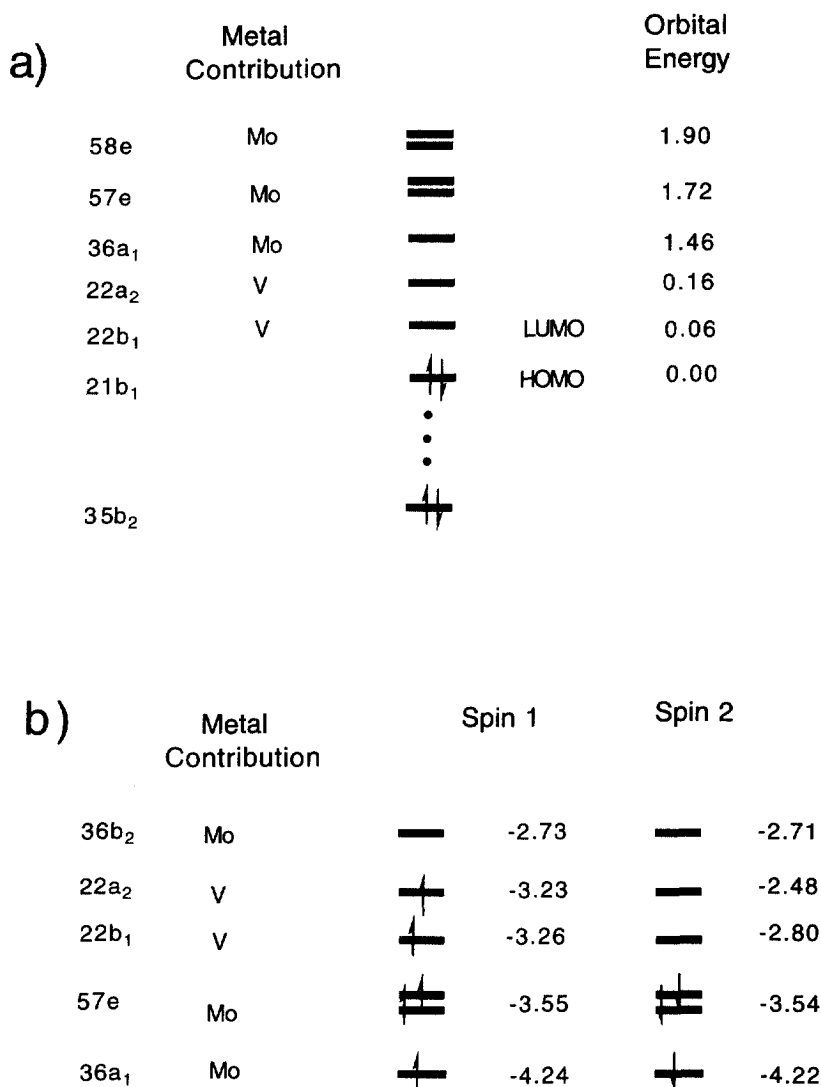 a)
Metal Contribution
Orbital Energy
58e Mo 1.90
57e Mo 1.72
36a₁ Mo 1.46
22a₂ V 0.16
22b₁ V LUMO 0.06
21b₁ HOMO 0.00
35b₂
b)
Metal Contribution
Spin 1 Spin 2
36b₂ Mo -2.73 -2.71
22a₂ V -3.23 -2.48
22b₁ V -3.26 -2.80
57e Mo -3.55 -3.54
36a₁ Mo -4.24 -4.22